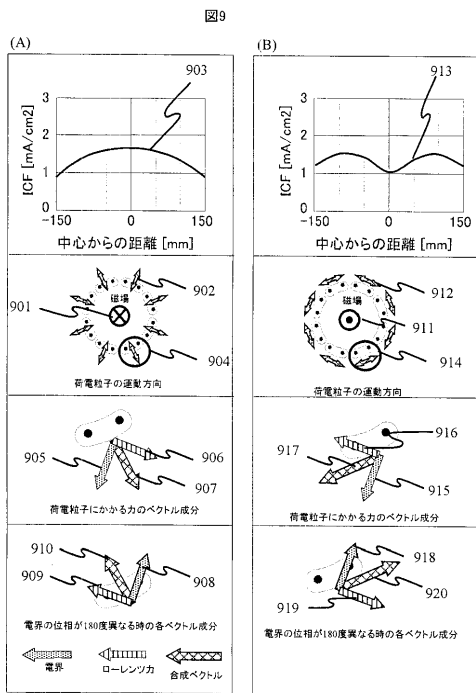 図9
(A)
(B)
903
ICF [mA/cm2]
4
3
2
1
0
-150
0
150
中心からの距離 [mm]
913
ICF [mA/cm2]
4
3
2
1
0
-150
0
150
中心からの距離 [mm]
902
磁場
901
904
荷電粒子の運動方向
912
磁場
911
914
荷電粒子の運動方向
905
906
907
荷電粒子にかかる力のベクトル成分
916
917
915
荷電粒子にかかる力のベクトル成分
910
909
908
電界の位相が180度異なる時の各ベクトル成分
918
920
919
電界の位相が180度異なる時の各ベクトル成分
電界
ローレンツ力
合成ベクトル